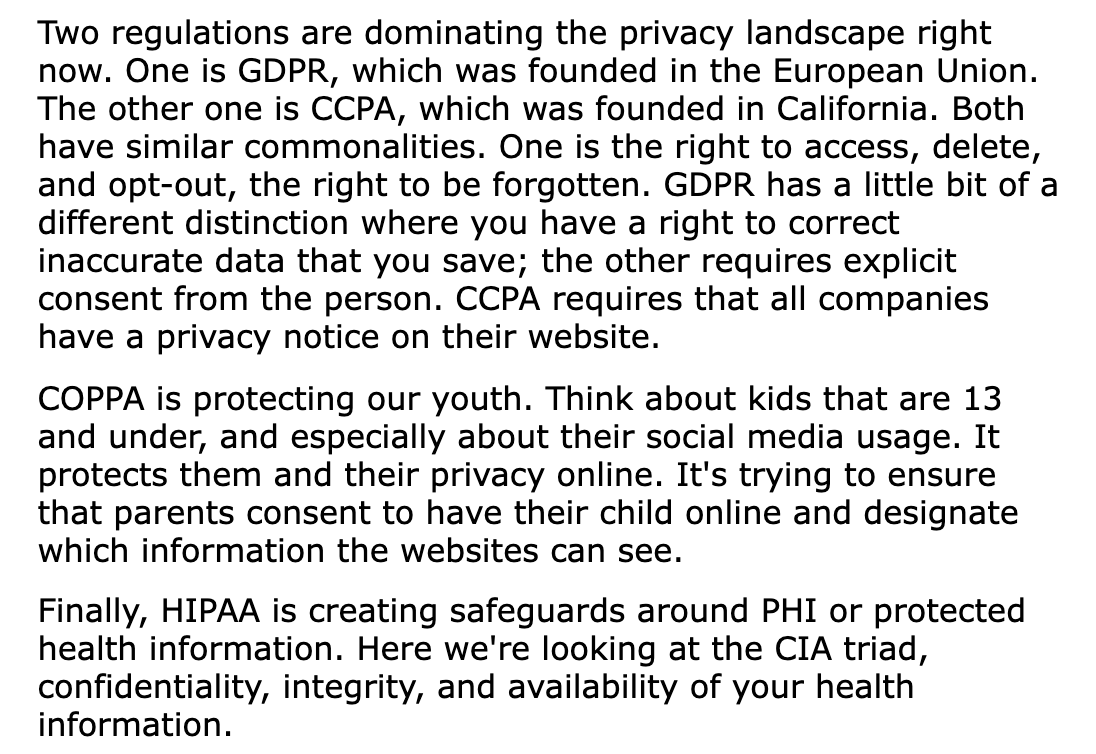 Two regulations are dominating the privacy landscape right
now. One is GDPR, which was founded in the European Union.
The other one is CCPA, which was founded in California. Both
have similar commonalities. One is the right to access, delete,
and opt-out, the right to be forgotten. GDPR has a little bit of a
different distinction where you have a right to correct
inaccurate data that you save; the other requires explicit
consent from the person. CCPA requires that all companies
have a privacy notice on their website.
COPPA is protecting our youth. Think about kids that are 13
and under, and especially about their social media usage. It
protects them and their privacy online. It's trying to ensure
that parents consent to have their child online and designate
which information the websites can see.
Finally, HIPAA is creating safeguards around PHI or protected
health information. Here we're looking at the CIA triad,
confidentiality, integrity, and availability of your health
information.